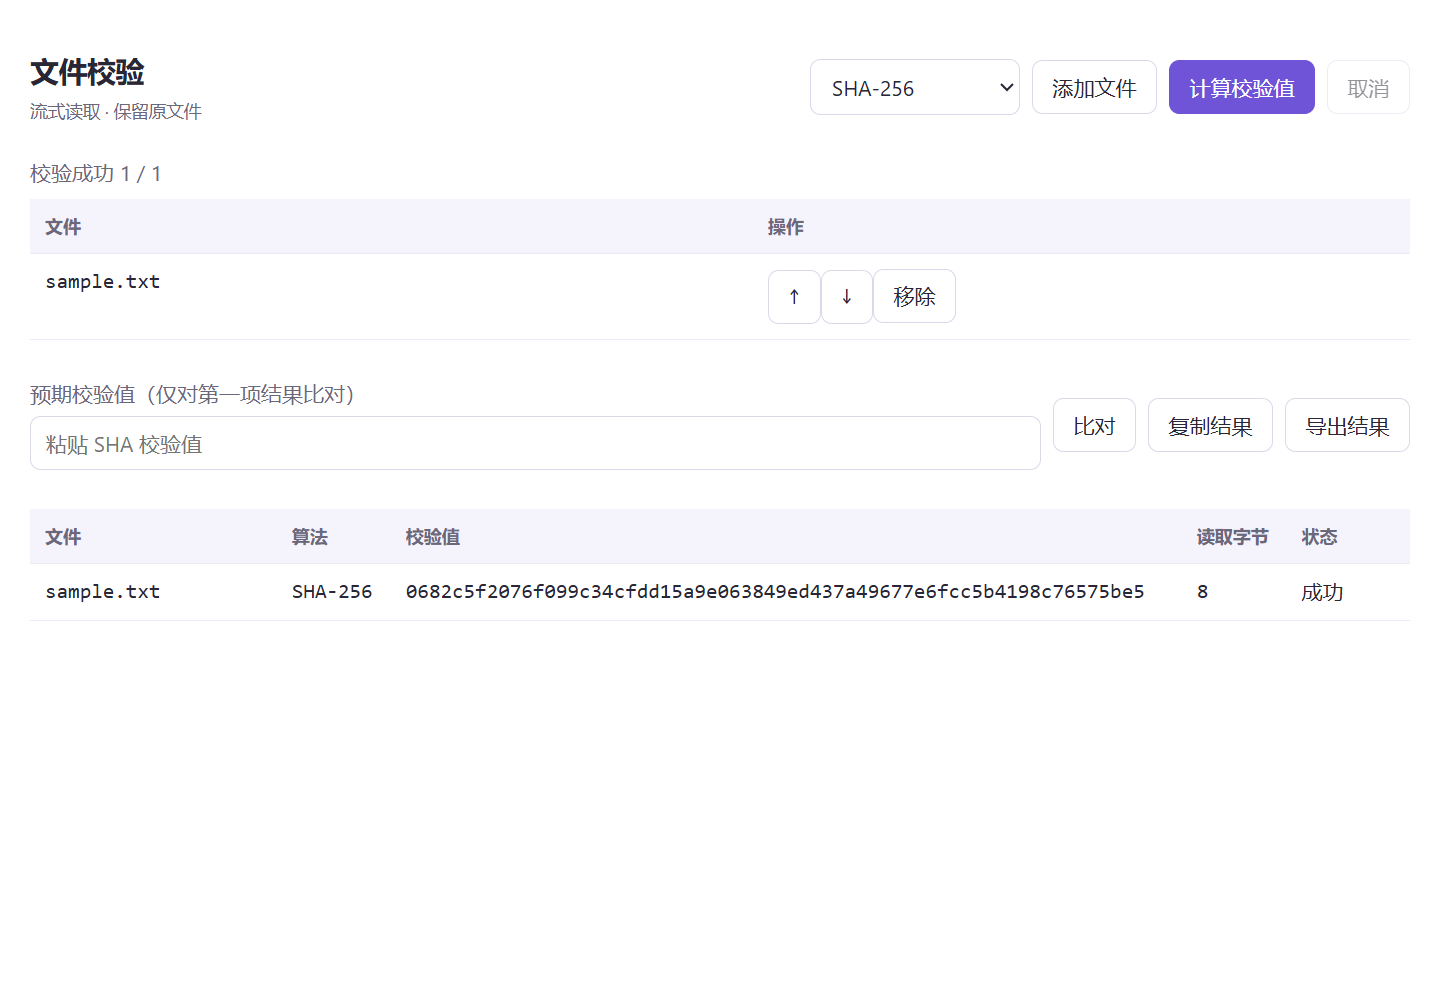 文件校验
流式读取 · 保留原文件
SHA-256
添加文件
计算校验值
取消
校验成功 1 / 1
文件 操作
sample.txt ↑ ↓ 移除
预期校验值（仅对第一项结果比对）
粘贴 SHA 校验值
比对
复制结果
导出结果
文件 算法 校验值 读取字节 状态
sample.txt SHA-256 0682c5f2076f099c34cfdd15a9e063849ed437a49677e6fcc5b4198c76575be5 8 成功